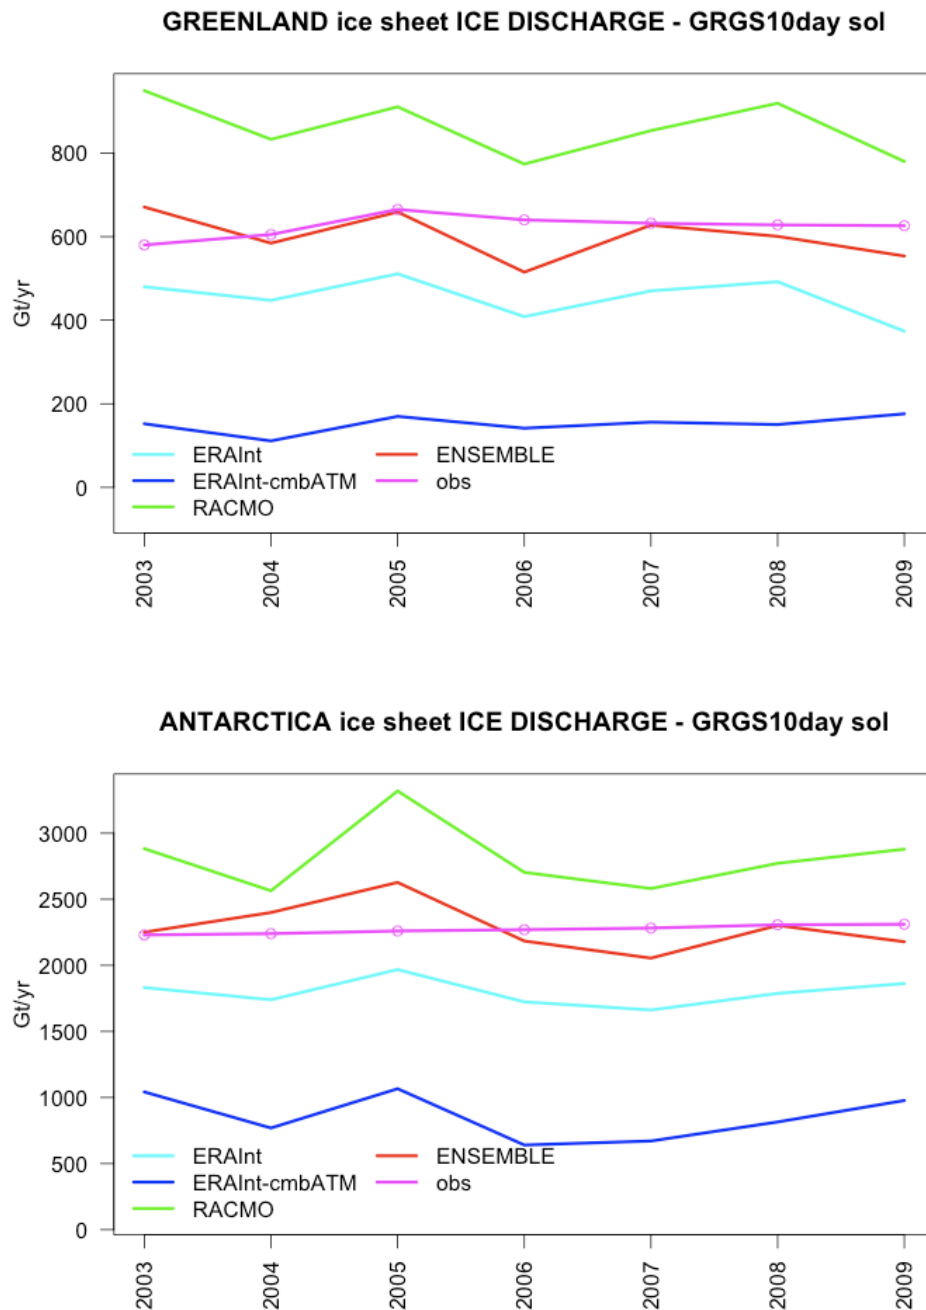 GREENLAND ice sheet ICE DISCHARGE - GRGS10day sol
800
600
400
200
0
Gt/yr
ERAInt ENSEMBLE
ERAInt-cmbATM obs
RACMO
2003 2004 2005 2006 2007 2008 2009
ANTARCTICA ice sheet ICE DISCHARGE - GRGS10day sol
3000
2500
2000
1500
1000
500
0
Gt/yr
ERAInt ENSEMBLE
ERAInt-cmbATM obs
RACMO
2003 2004 2005 2006 2007 2008 2009